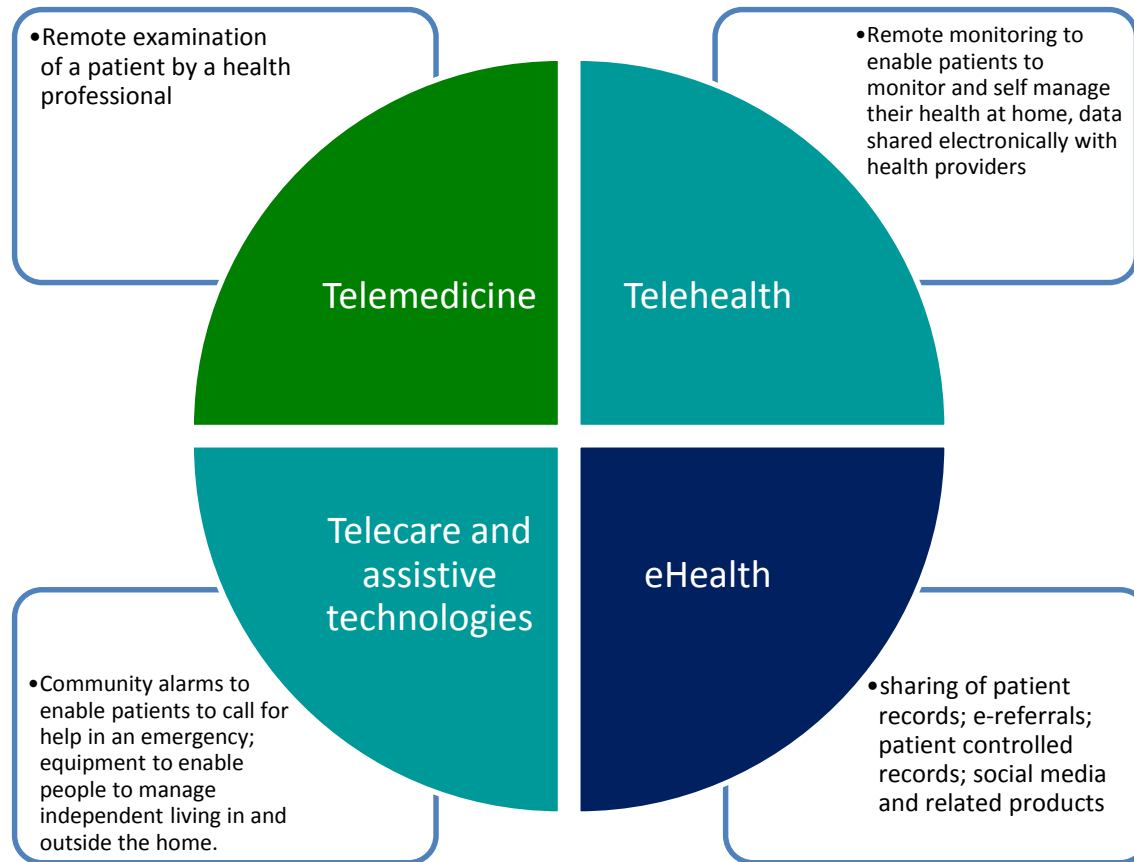 •Remote examination
of a patient by a health
professional
•Remote monitoring to
enable patients to
monitor and self manage
their health at home, data
shared electronically with
health providers
Telemedicine
Telehealth
Telecare and
assistive
technologies
eHealth
•Community alarms to
enable patients to call for
help in an emergency;
equipment to enable
people to manage
independent living in and
outside the home.
•sharing of patient
records; e-referrals;
patient controlled
records; social media
and related products